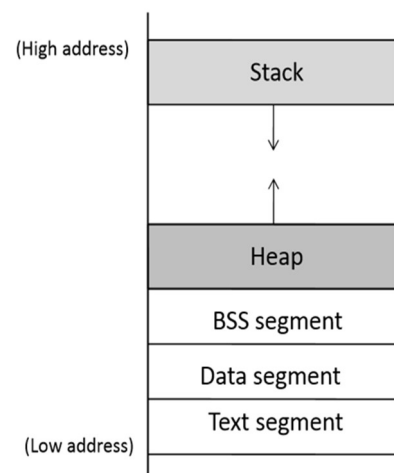 (High address)
Stack
Heap
BSS segment
Data segment
Text segment
(Low address)